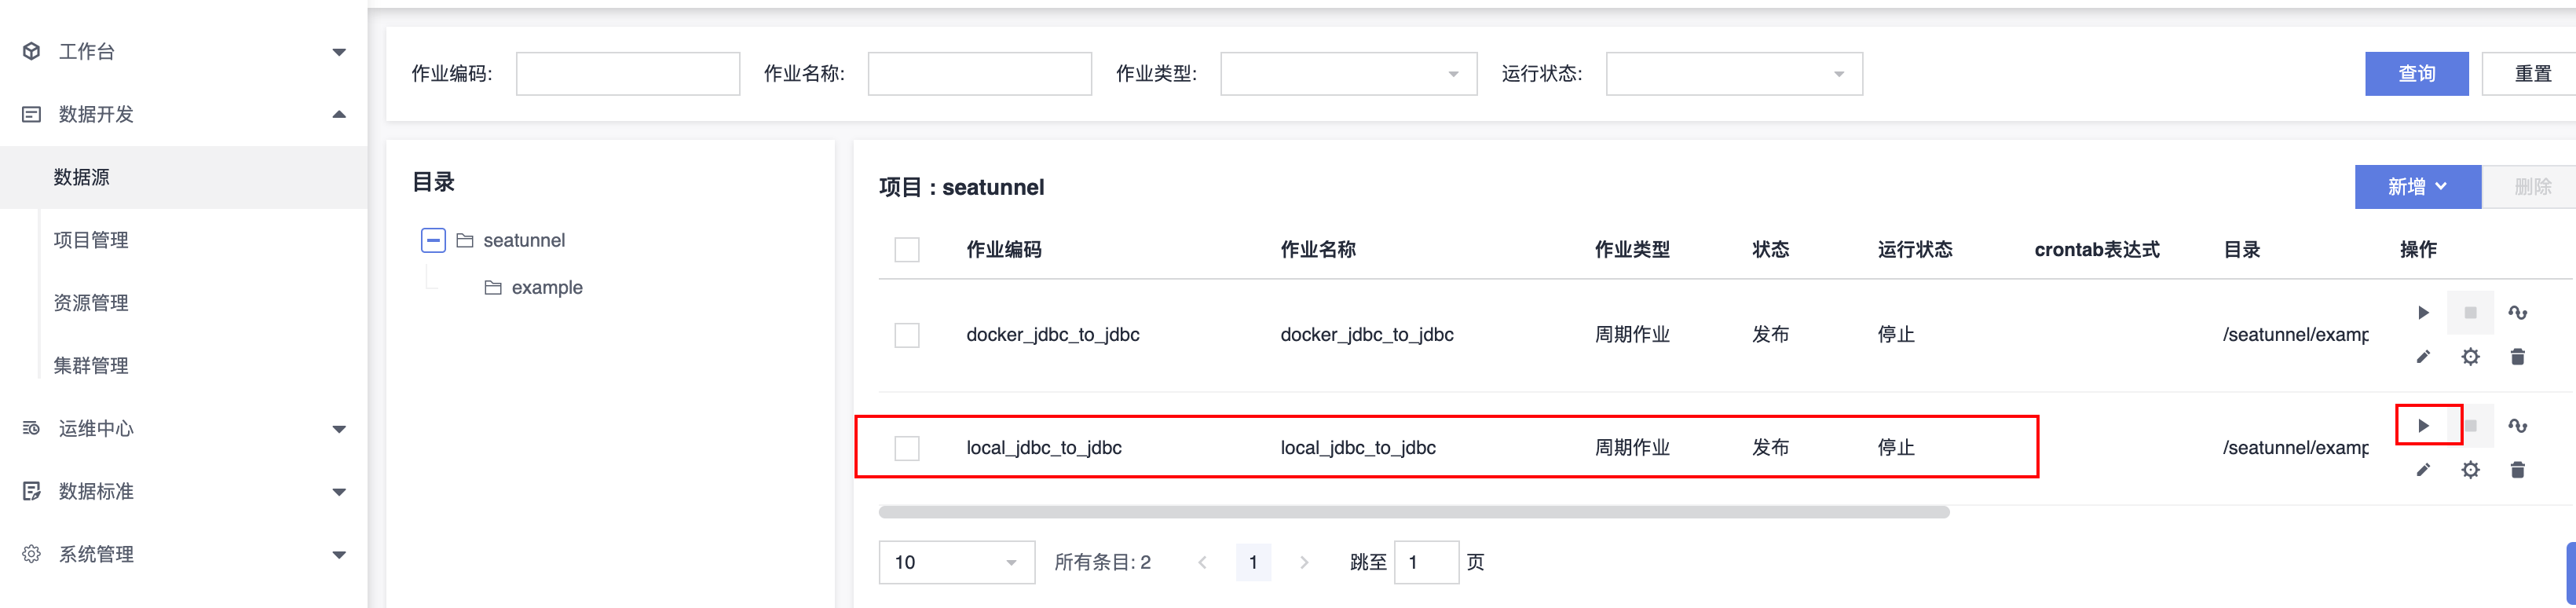 工作台
数据开发
数据源
项目管理
资源管理
集群管理
运维中心
数据标准
系统管理
作业编码: 作业名称: 作业类型: 运行状态: 查询 重置
目录
seatunnel
example
项目 : seatunnel 新增 删除
作业编码 作业名称 作业类型 状态 运行状态 crontab表达式 目录 操作
docker_jdbc_to_jdbc docker_jdbc_to_jdbc 周期作业 发布 停止 /seatunnel/examp
local_jdbc_to_jdbc local_jdbc_to_jdbc 周期作业 发布 停止 /seatunnel/examp
10 所有条目: 2 1 跳至 1 页